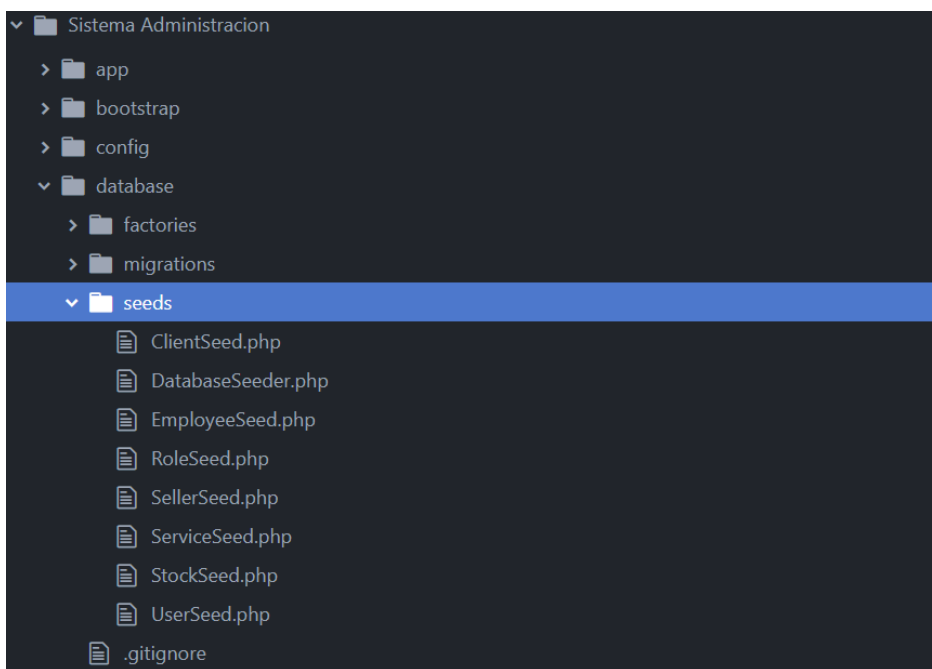 Sistema Administracion
app
bootstrap
config
database
factories
migrations
seeds
ClientSeed.php
DatabaseSeeder.php
EmployeeSeed.php
RoleSeed.php
SellerSeed.php
ServiceSeed.php
StockSeed.php
UserSeed.php
.gitignore